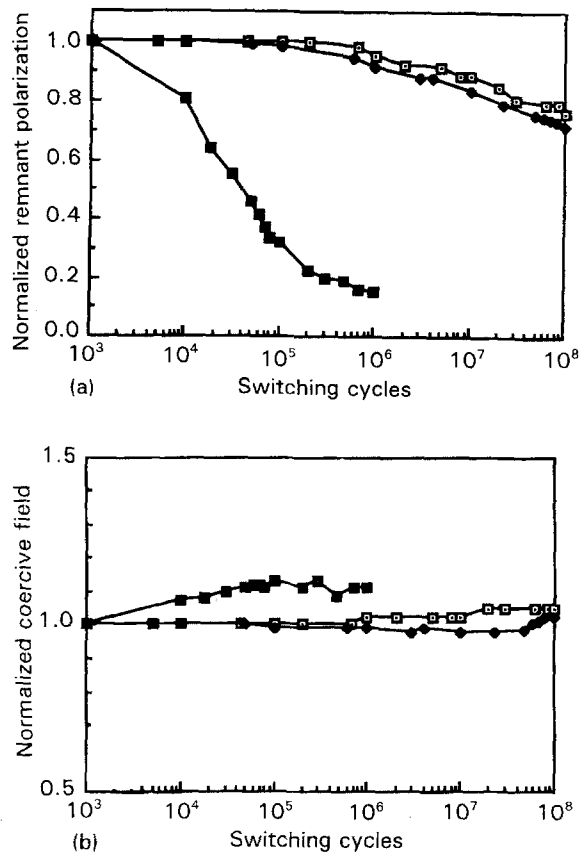 Normalized remnant polarization
1.0
0.8
0.6
0.4
0.2
0.0
10³ 10⁴ 10⁵ 10⁶ 10⁷ 10⁸
(a) Switching cycles
Normalized coercive field
1.5
1.0
0.5
10³ 10⁴ 10⁵ 10⁶ 10⁷ 10⁸
(b) Switching cycles